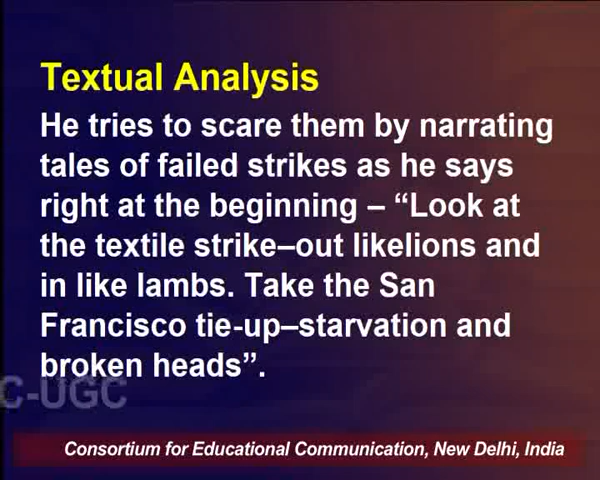 Textual Analysis
He tries to scare them by narrating
tales of failed strikes as he says
right at the beginning – “Look at
the textile strike–out likelions and
in like lambs. Take the San
Francisco tie-up–starvation and
broken heads”.
C-UGC
Consortium for Educational Communication, New Delhi, India